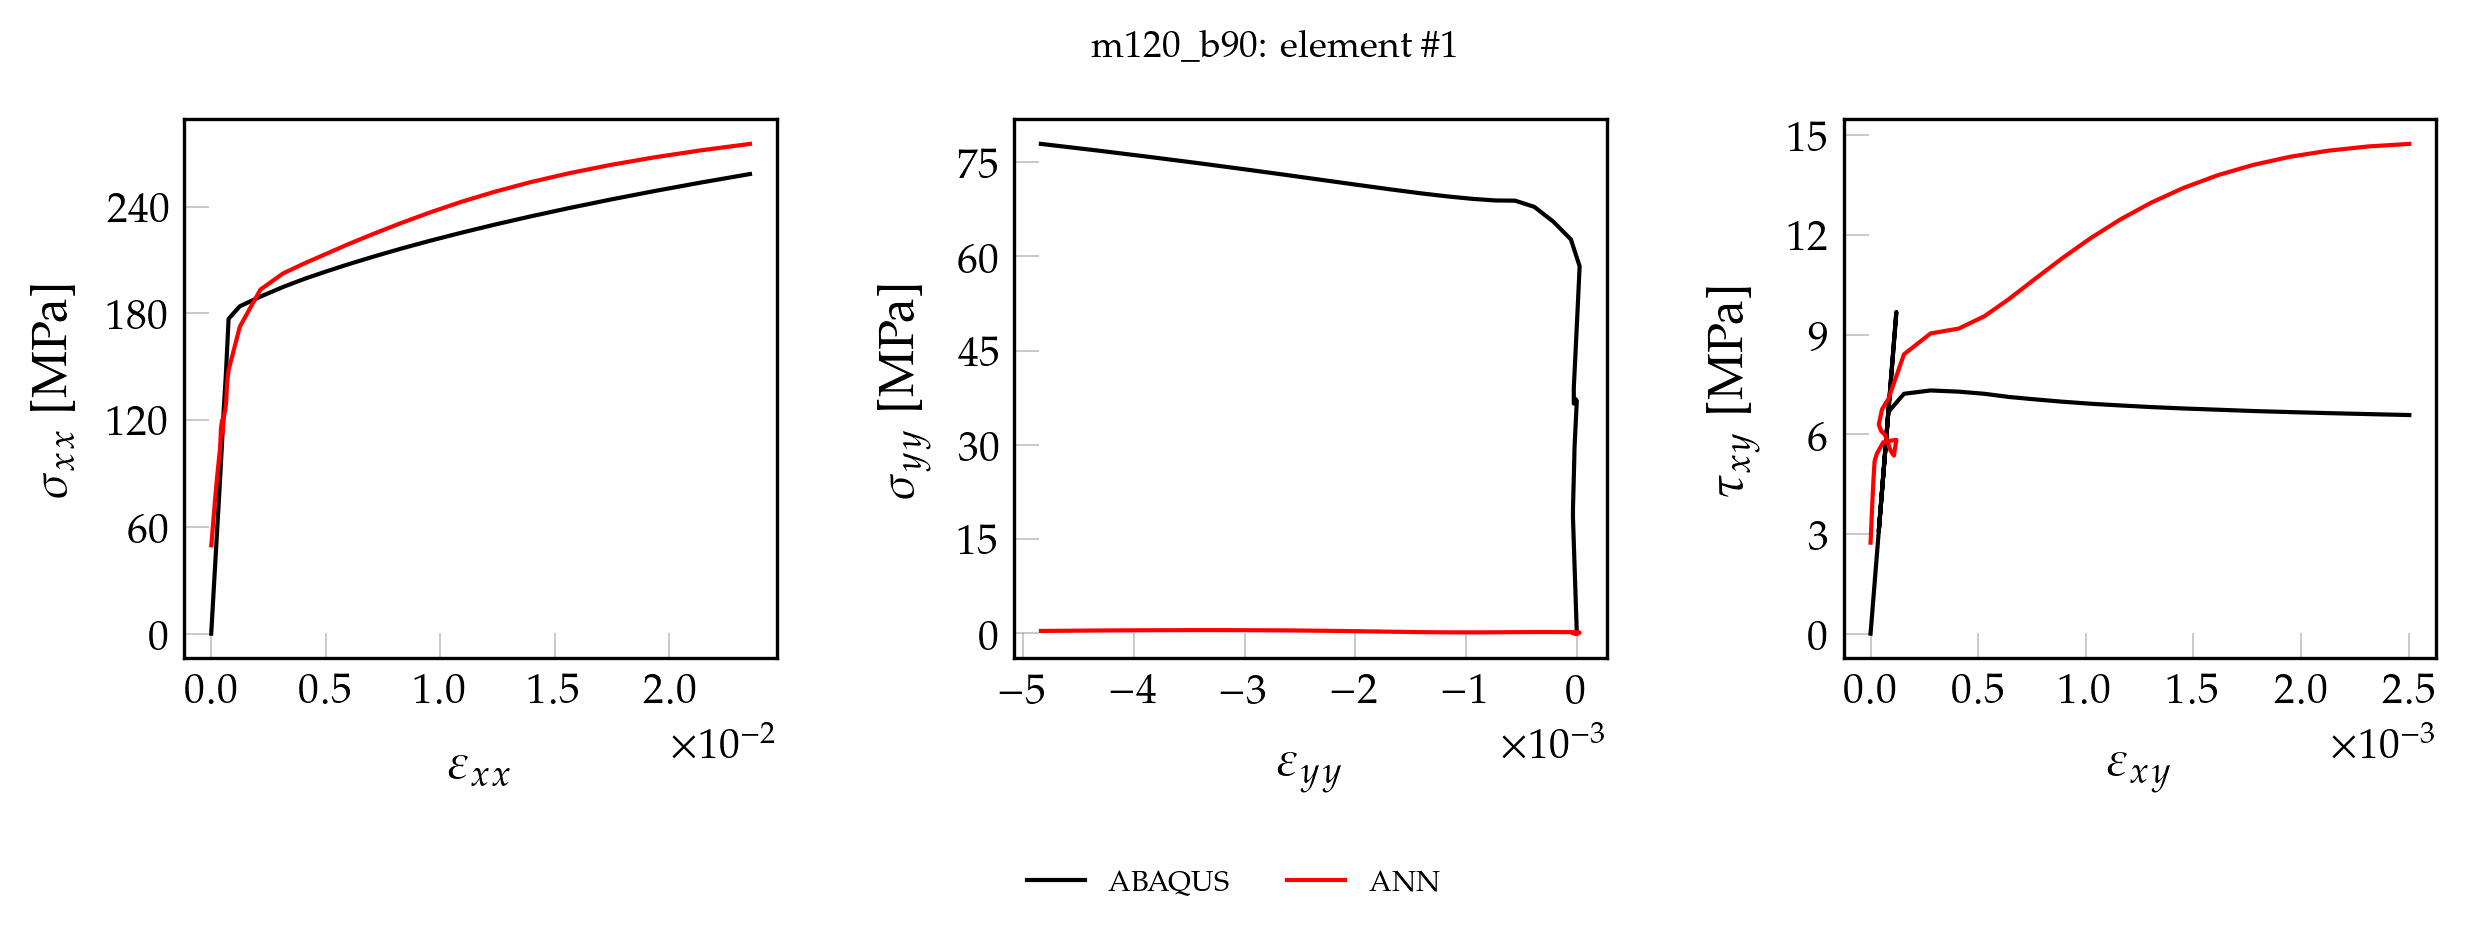 m120_b90: element #1
σxx [MPa]
240
180
120
60
0
0.0 0.5 1.0 1.5 2.0
×10−2
εxx
σyy [MPa]
75
60
45
30
15
0
−5 −4 −3 −2 −1 0
×10−3
εyy
τxy [MPa]
15
12
9
6
3
0
0.0 0.5 1.0 1.5 2.0 2.5
×10−3
εxy
ABAQUS ANN